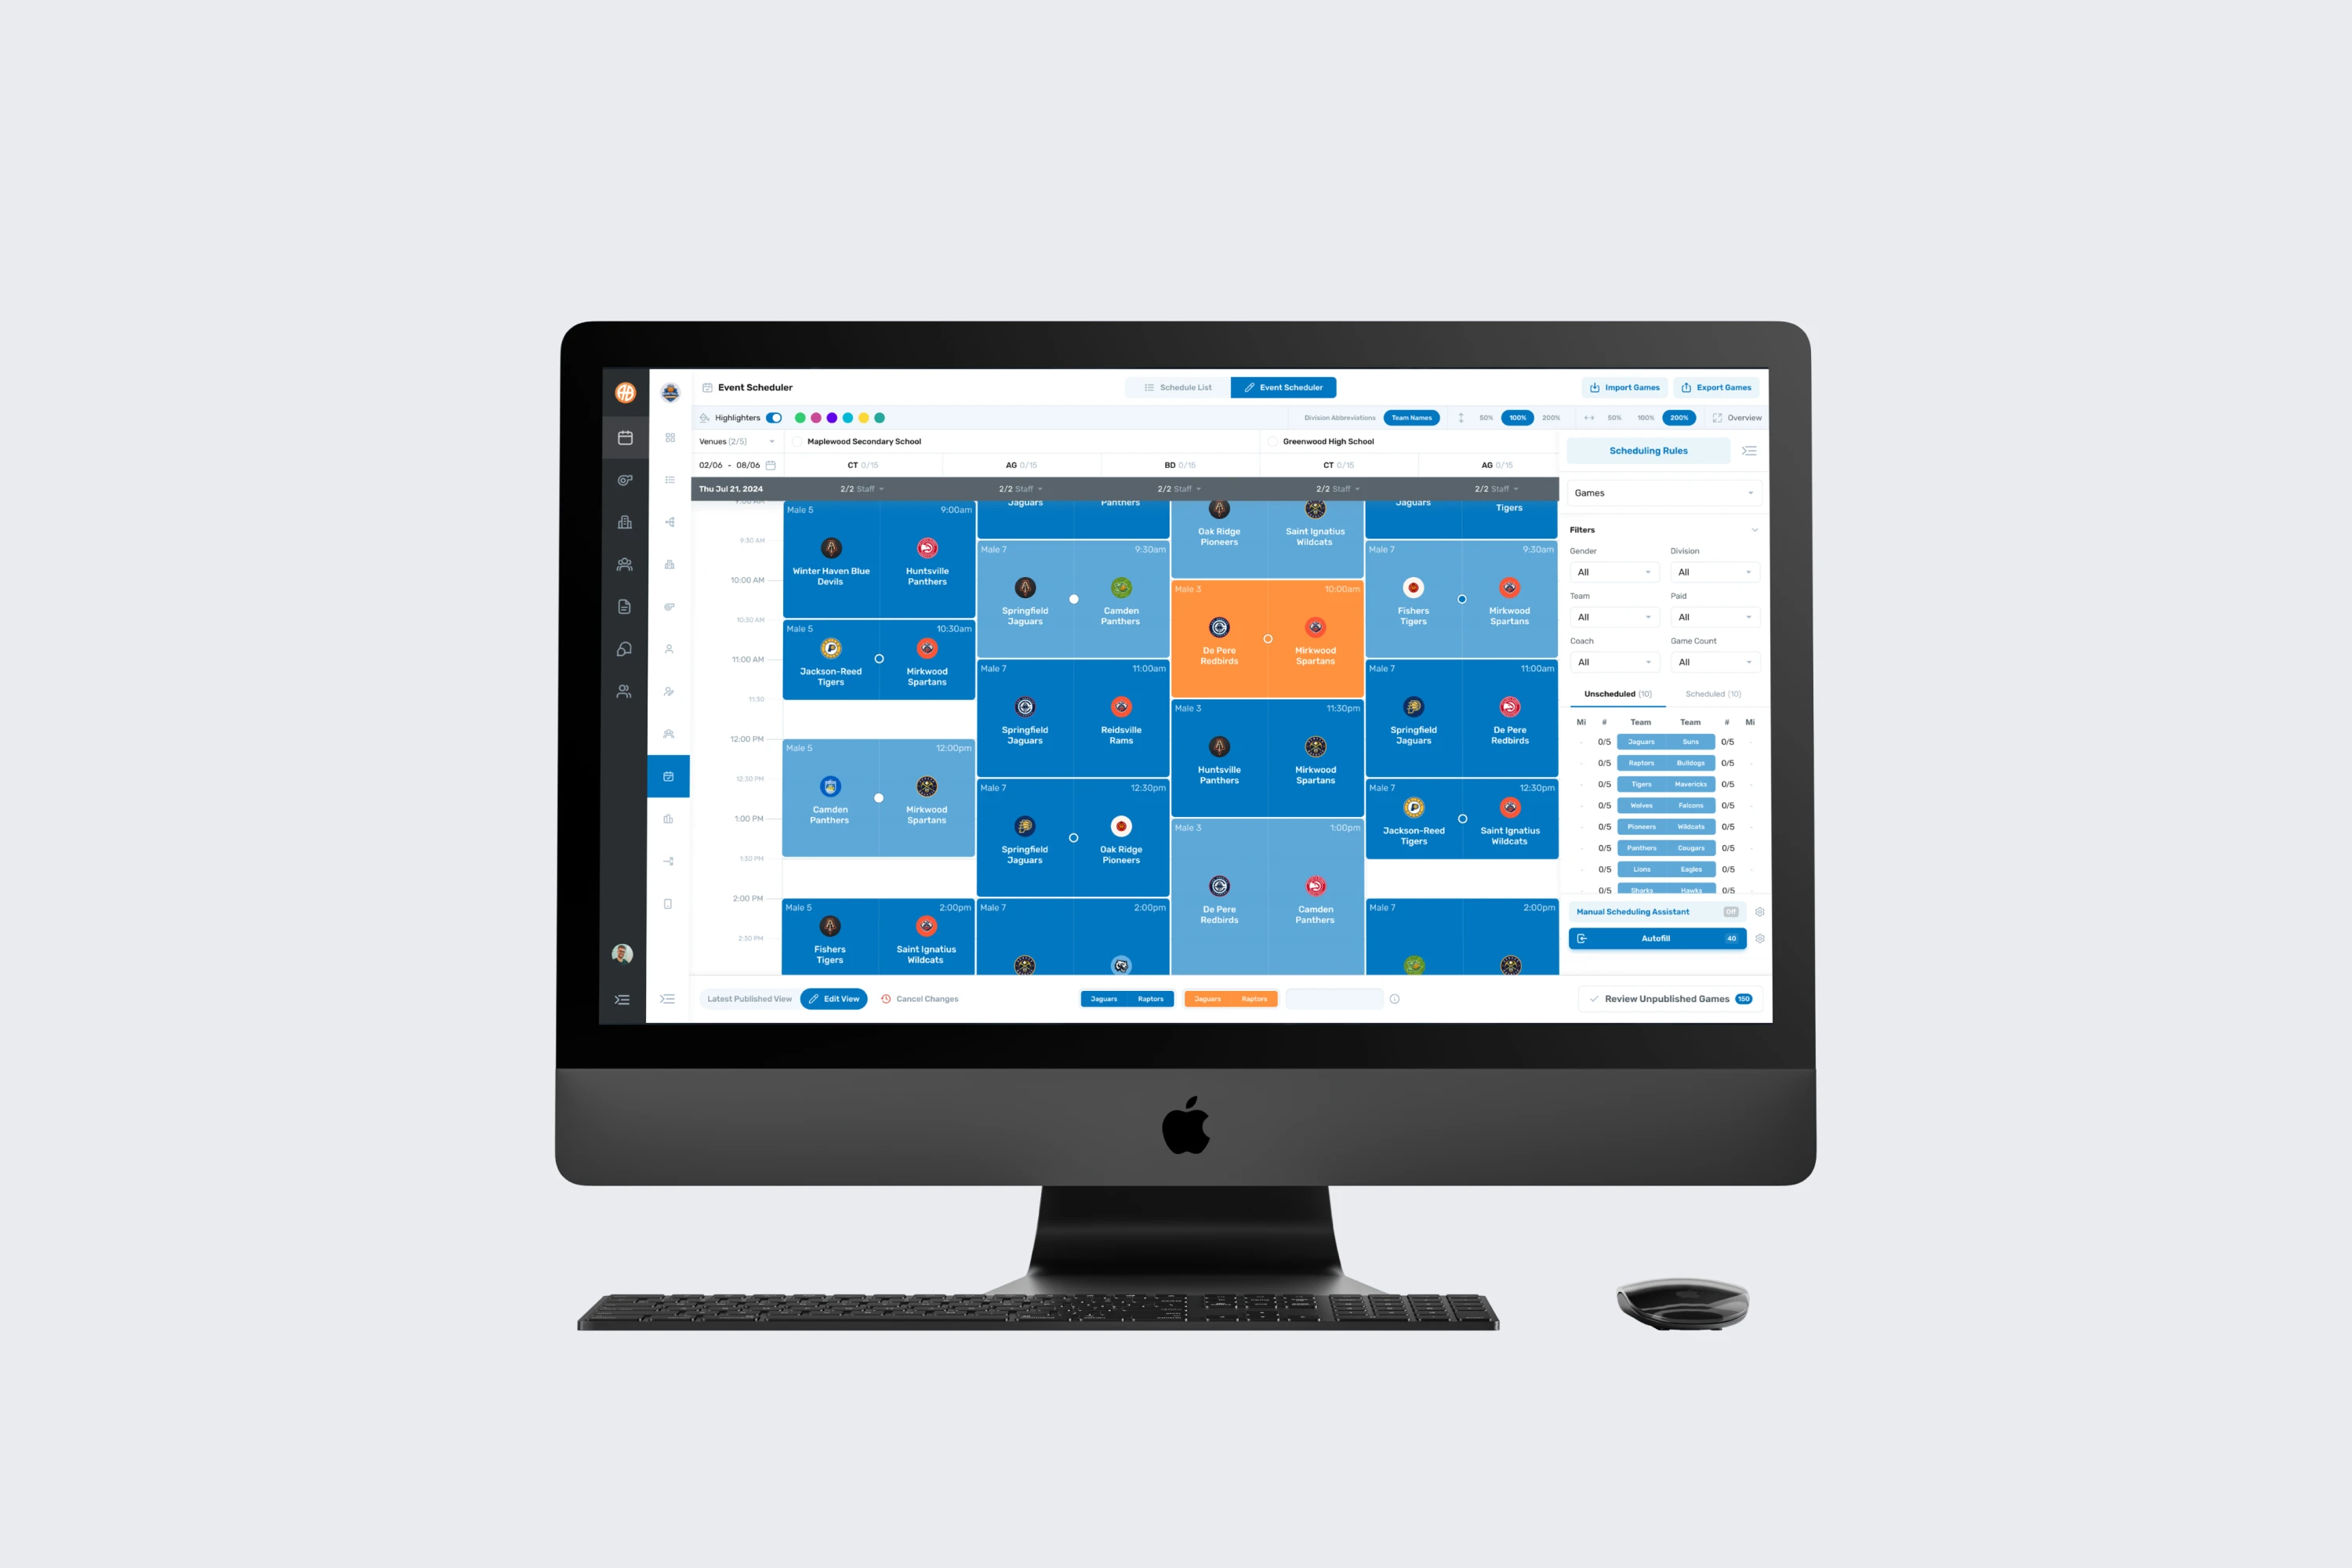 Event Scheduler
Schedule List
Event Scheduler
Import Games
Export Games
Highlighters
Division Abbreviations
Team Names
50%
100%
200%
50%
100%
200%
Overview
Venues (2/5)
Maplewood Secondary School
Greenwood High School
02/06 - 08/06
CT 0/15
AG 0/15
BD 0/15
CT 0/15
AG 0/15
Thu Jul 21, 2024
2/2 Staff
2/2 Staff
2/2 Staff
2/2 Staff
2/2 Staff
9:30 AM
10:00 AM
10:30 AM
11:00 AM
11:30
12:00 PM
12:30 PM
1:00 PM
1:30 PM
2:00 PM
2:30 PM
Male 5 9:00am
Winter Haven Blue
Devils
Huntsville
Panthers
Male 5 10:30am
Jackson-Reed
Tigers
Mirkwood
Spartans
Male 5 12:00pm
Camden
Panthers
Mirkwood
Spartans
Male 5 2:00pm
Fishers
Tigers
Saint Ignatius
Wildcats
Jaguars
Panthers
Male 7 9:30am
Springfield
Jaguars
Camden
Panthers
Male 7 11:00am
Springfield
Jaguars
Reidsville
Rams
Male 7 12:30pm
Springfield
Jaguars
Oak Ridge
Pioneers
Male 7 2:00pm
Oak Ridge
Pioneers
Saint Ignatius
Wildcats
Male 3 10:00am
De Pere
Redbirds
Mirkwood
Spartans
Male 3 11:30pm
Huntsville
Panthers
Mirkwood
Spartans
Male 3 1:00pm
De Pere
Redbirds
Camden
Panthers
Jaguars
Tigers
Male 7 9:30am
Fishers
Tigers
Mirkwood
Spartans
Male 7 11:00am
Springfield
Jaguars
De Pere
Redbirds
Male 7 12:30pm
Jackson-Reed
Tigers
Saint Ignatius
Wildcats
Male 7 2:00pm
Scheduling Rules
Games
Filters
Gender
Division
All
All
Team
Paid
All
All
Coach
Game Count
All
All
Unscheduled (10)
Scheduled (10)
Mi # Team Team # Mi
- 0/5 Jaguars Suns 0/5 -
- 0/5 Raptors Bulldogs 0/5 -
- 0/5 Tigers Mavericks 0/5 -
- 0/5 Wolves Falcons 0/5 -
- 0/5 Pioneers Wildcats 0/5 -
- 0/5 Panthers Cougars 0/5 -
- 0/5 Lions Eagles 0/5 -
- 0/5 Sharks Hawks 0/5 -
Manual Scheduling Assistant Off
Autofill 40
Latest Published View
Edit View
Cancel Changes
Jaguars Raptors
Jaguars Raptors
Review Unpublished Games 150